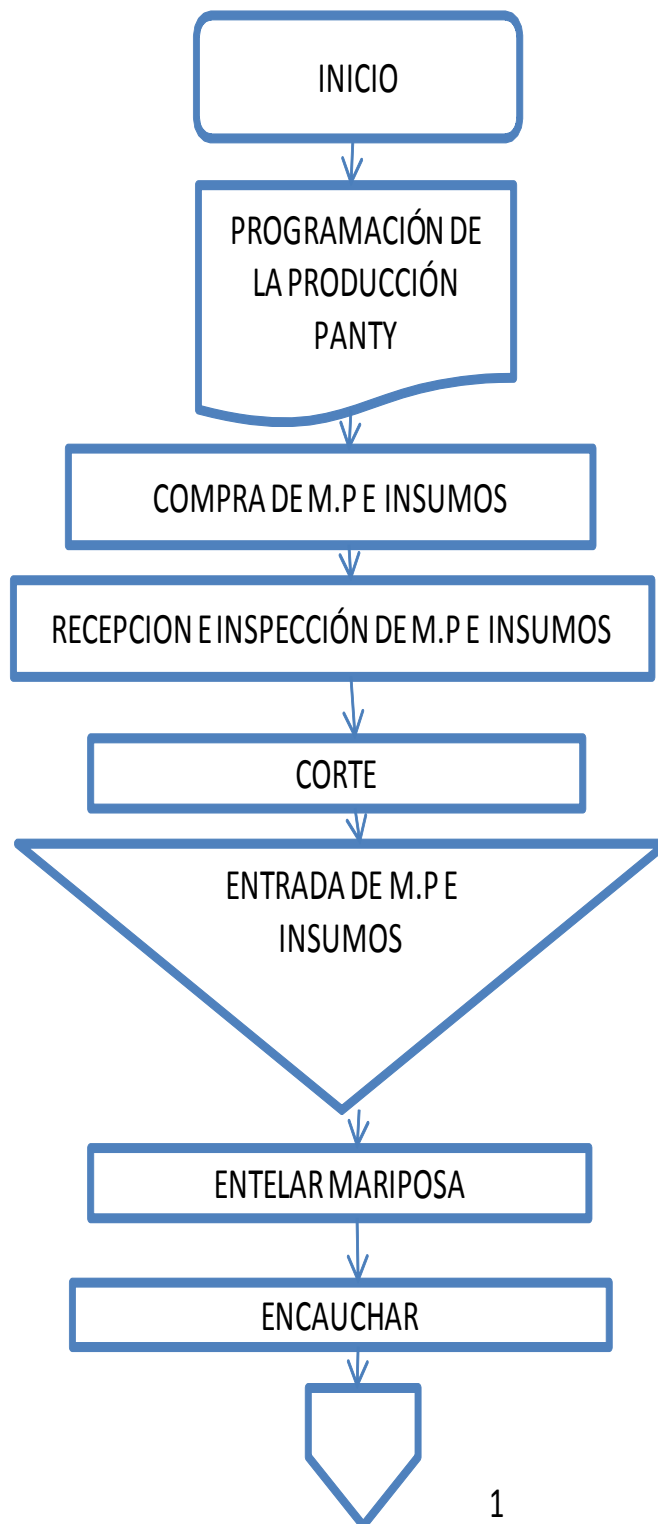 INICIO
PROGRAMACIÓN DE
LA PRODUCCIÓN
PANTY
COMPRA DE M.P E INSUMOS
RECEPCION E INSPECCIÓN DE M.P E INSUMOS
CORTE
ENTRADA DE M.P E
INSUMOS
ENTELAR MARIPOSA
ENCAUCHAR
1